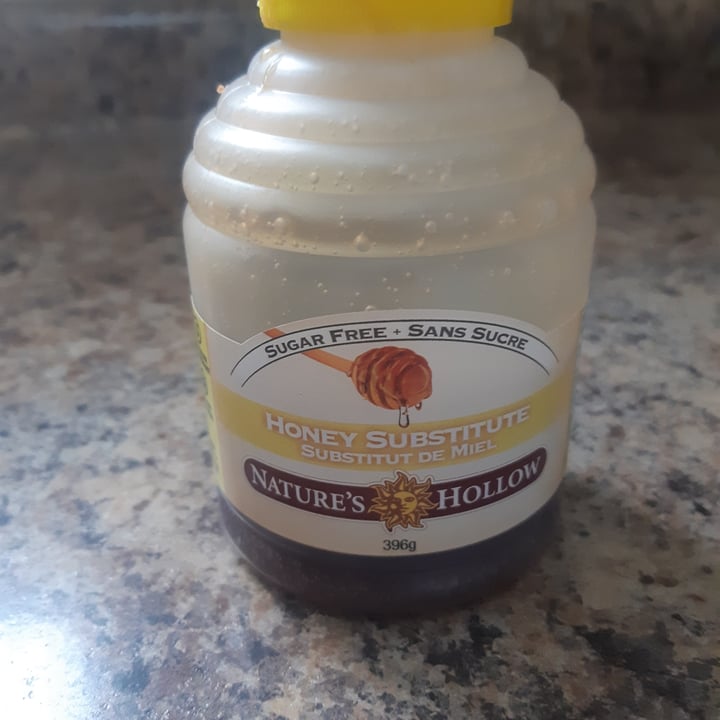 SUGAR FREE + SANS SUCRE
HONEY SUBSTITUTE
SUBSTITUT DE MIEL
NATURE'S HOLLOW
396g